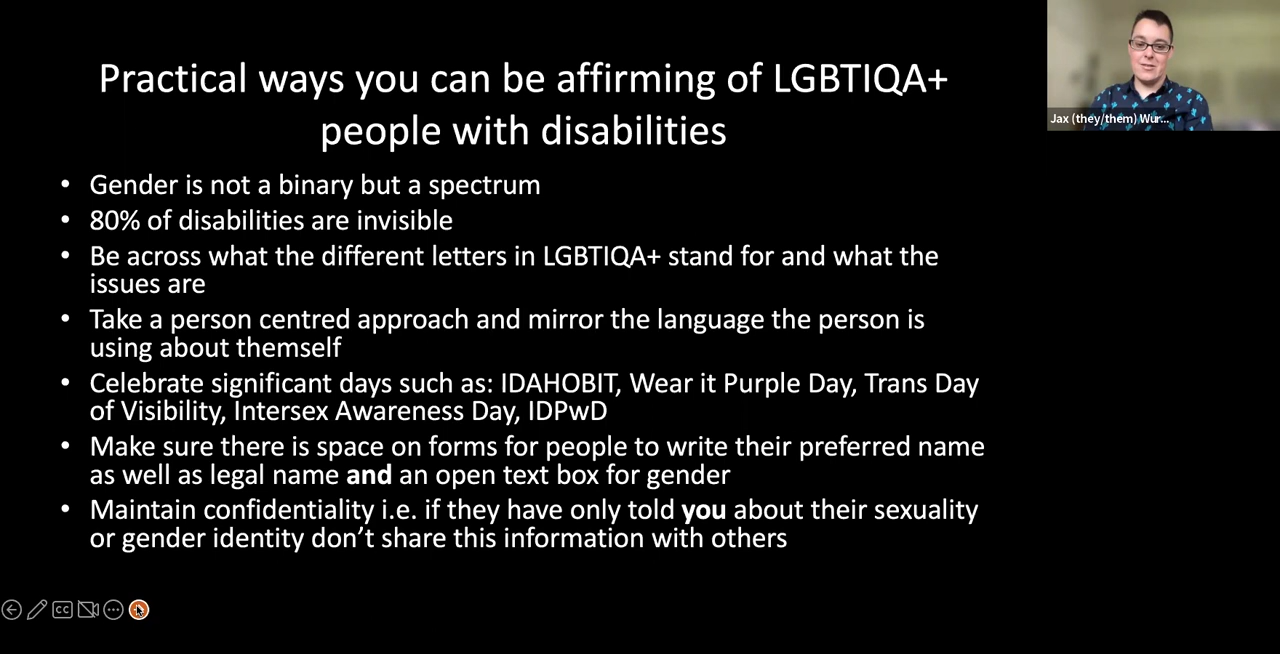 Practical ways you can be affirming of LGBTIQA+
people with disabilities
• Gender is not a binary but a spectrum
• 80% of disabilities are invisible
• Be across what the different letters in LGBTIQA+ stand for and what the
issues are
• Take a person centred approach and mirror the language the person is
using about themself
• Celebrate significant days such as: IDAHOBIT, Wear it Purple Day, Trans Day
of Visibility, Intersex Awareness Day, IDPwD
• Make sure there is space on forms for people to write their preferred name
as well as legal name and an open text box for gender
• Maintain confidentiality i.e. if they have only told you about their sexuality
or gender identity don’t share this information with others
Jax (they/them) Wur...
CC